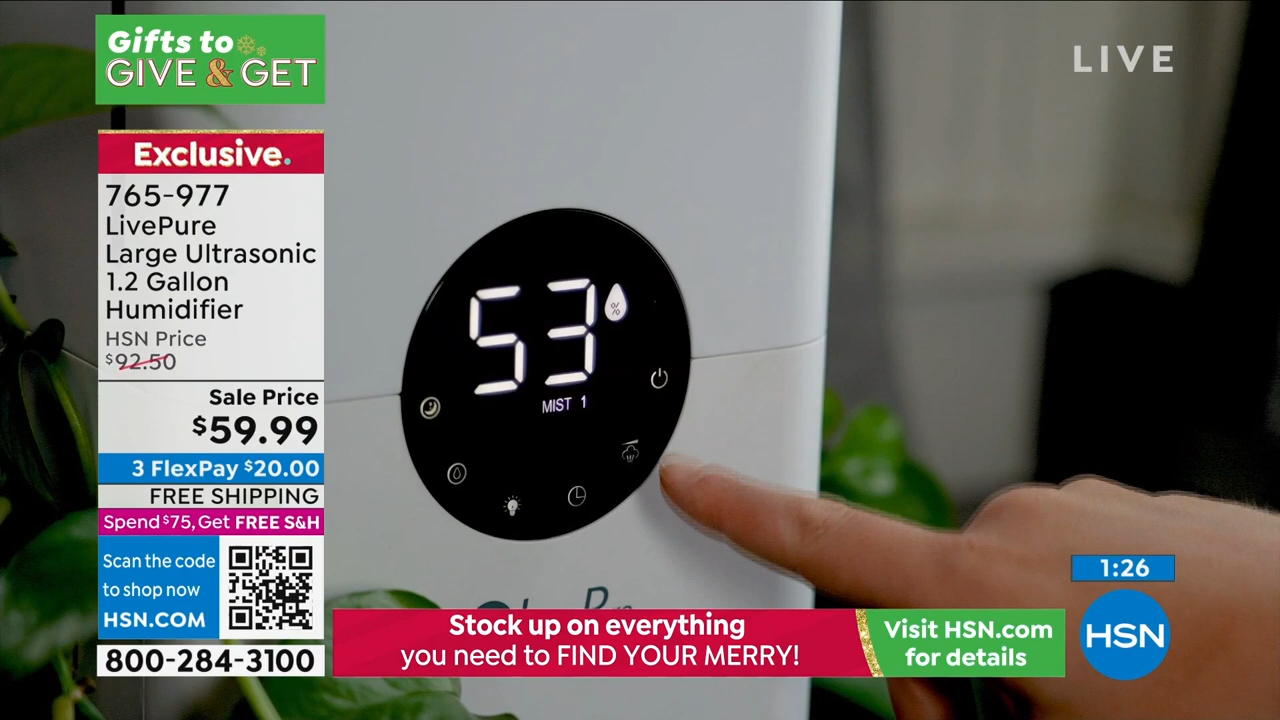 Gifts to
GIVE & GET
LIVE
Exclusive.
765-977
LivePure
Large Ultrasonic
1.2 Gallon
Humidifier
HSN Price
$92.50
Sale Price
$59.99
3 FlexPay $20.00
FREE SHIPPING
Spend $75, Get FREE S&H
Scan the code
to shop now
HSN.COM
800-284-3100
53
%
MIST 1
Stock up on everything
you need to FIND YOUR MERRY!
Visit HSN.com
for details
1:26
HSN